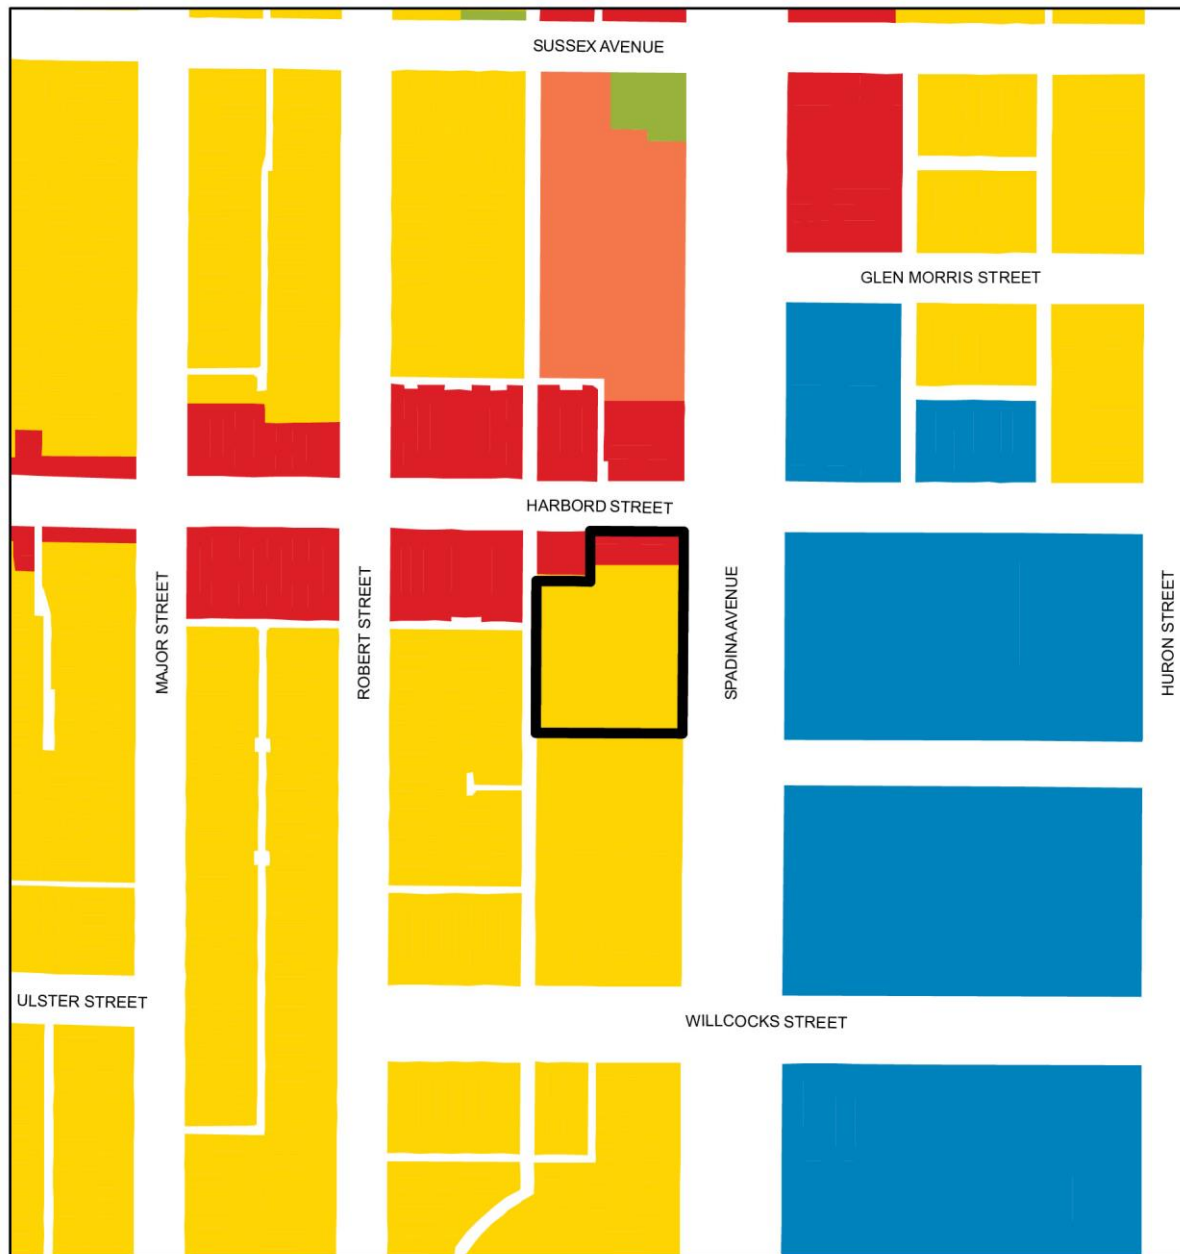 SUSSEX AVENUE
GLEN MORRIS STREET
HARBORD STREET
MAJOR STREET
ROBERT STREET
SPADINA AVENUE
HURON STREET
ULSTER STREET
WILLCOCKS STREET